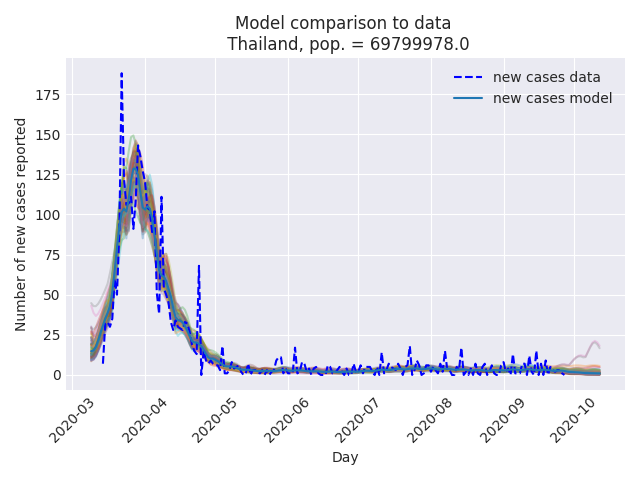 Model comparison to data
Thailand, pop. = 69799978.0
new cases data
new cases model
Number of new cases reported
175
150
125
100
75
50
25
0
2020-03
2020-04
2020-05
2020-06
2020-07
2020-08
2020-09
2020-10
Day